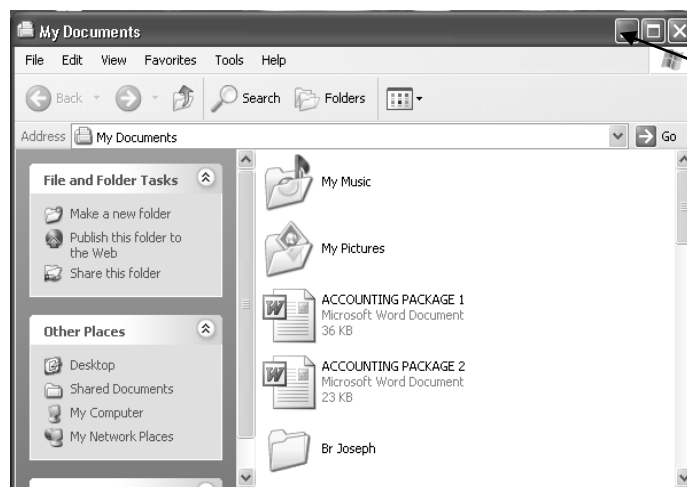 My Documents
File Edit View Favorites Tools Help
Back Search Folders
Address My Documents Go
File and Folder Tasks
Make a new folder
Publish this folder to
the Web
Share this folder
Other Places
Desktop
Shared Documents
My Computer
My Network Places
My Music
My Pictures
ACCOUNTING PACKAGE 1
Microsoft Word Document
36 KB
ACCOUNTING PACKAGE 2
Microsoft Word Document
23 KB
Br Joseph